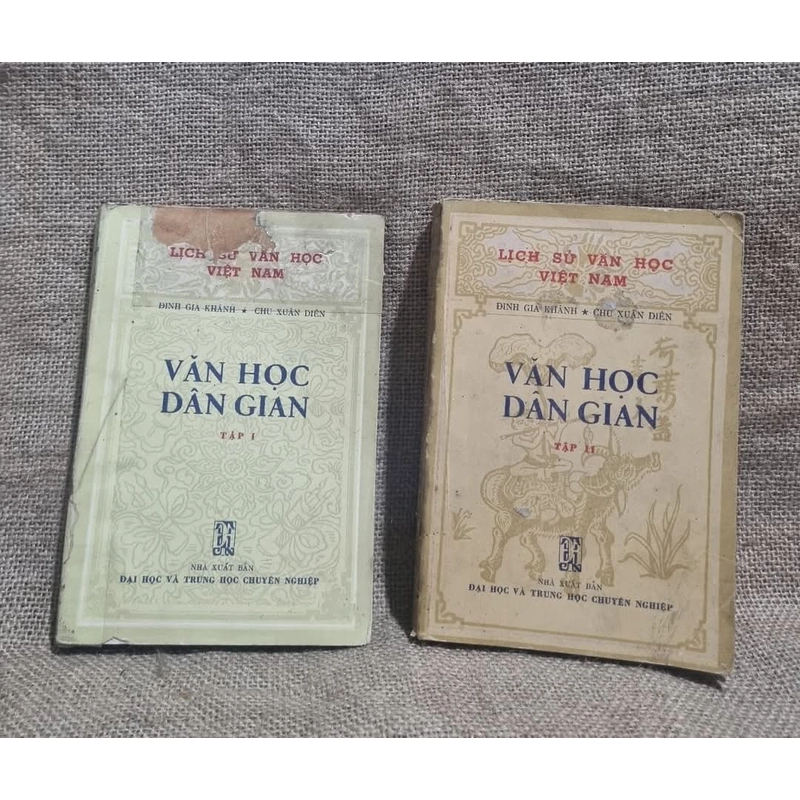 LỊCH SỬ VĂN HỌC
VIỆT NAM
ĐINH GIA KHÁNH ★ CHU XUÂN DIÊN
VĂN HỌC
DÂN GIAN
TẬP I
NHÀ XUẤT BẢN
ĐẠI HỌC VÀ TRUNG HỌC CHUYÊN NGHIỆP
LỊCH SỬ VĂN HỌC
VIỆT NAM
ĐINH GIA KHÁNH ★ CHU XUÂN DIÊN
VĂN HỌC
DÂN GIAN
TẬP II
NHÀ XUẤT BẢN
ĐẠI HỌC VÀ TRUNG HỌC CHUYÊN NGHIỆP